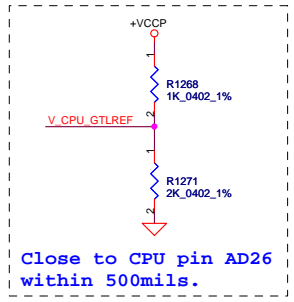 +VCCP
1
R1268
1K_0402_1%
2
V_CPU_GTLREF
1
R1271
2K_0402_1%
2
Close to CPU pin AD26
within 500mils.